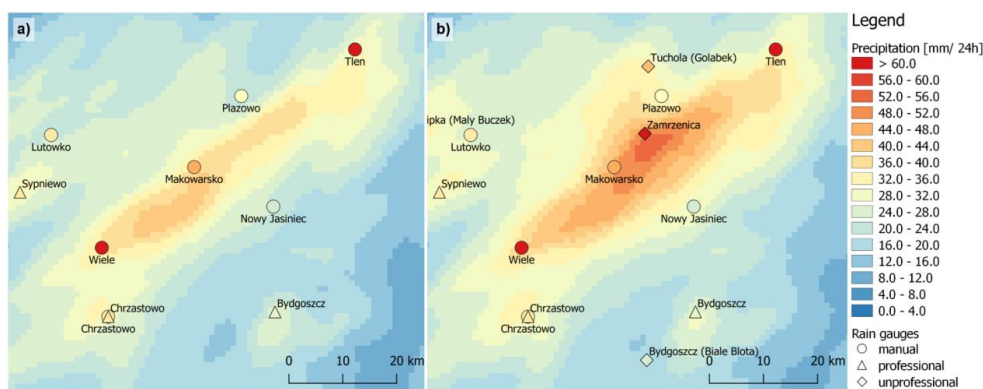 a)
Tlen
Plazowo
Lutowko
Makowarsko
Sypniewo
Nowy Jasiniec
Wiele
Chrzastowo
Chrzastowo
Bydgoszcz
0 10 20 km
b)
Tuchola (Golabek)
Tlen
Plazowo
ipka (Maly Buczek)
Zamrzenica
Lutowko
Makowarsko
Sypniewo
Nowy Jasiniec
Wiele
Chrzastowo
Chrzastowo
Bydgoszcz
Bydgoszcz (Biale Blota)
0 10 20 km
Legend
Precipitation [mm/ 24h]
> 60.0
56.0 - 60.0
52.0 - 56.0
48.0 - 52.0
44.0 - 48.0
40.0 - 44.0
36.0 - 40.0
32.0 - 36.0
28.0 - 32.0
24.0 - 28.0
20.0 - 24.0
16.0 - 20.0
12.0 - 16.0
8.0 - 12.0
4.0 - 8.0
0.0 - 4.0
Rain gauges
manual
professional
unprofessional